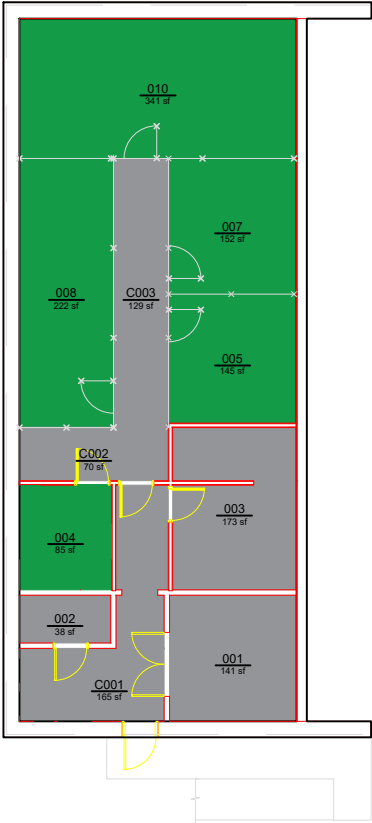 010
341 sf
007
152 sf
008
222 sf
C003
129 sf
005
145 sf
C002
70 sf
003
173 sf
004
85 sf
002
38 sf
001
141 sf
C001
165 sf